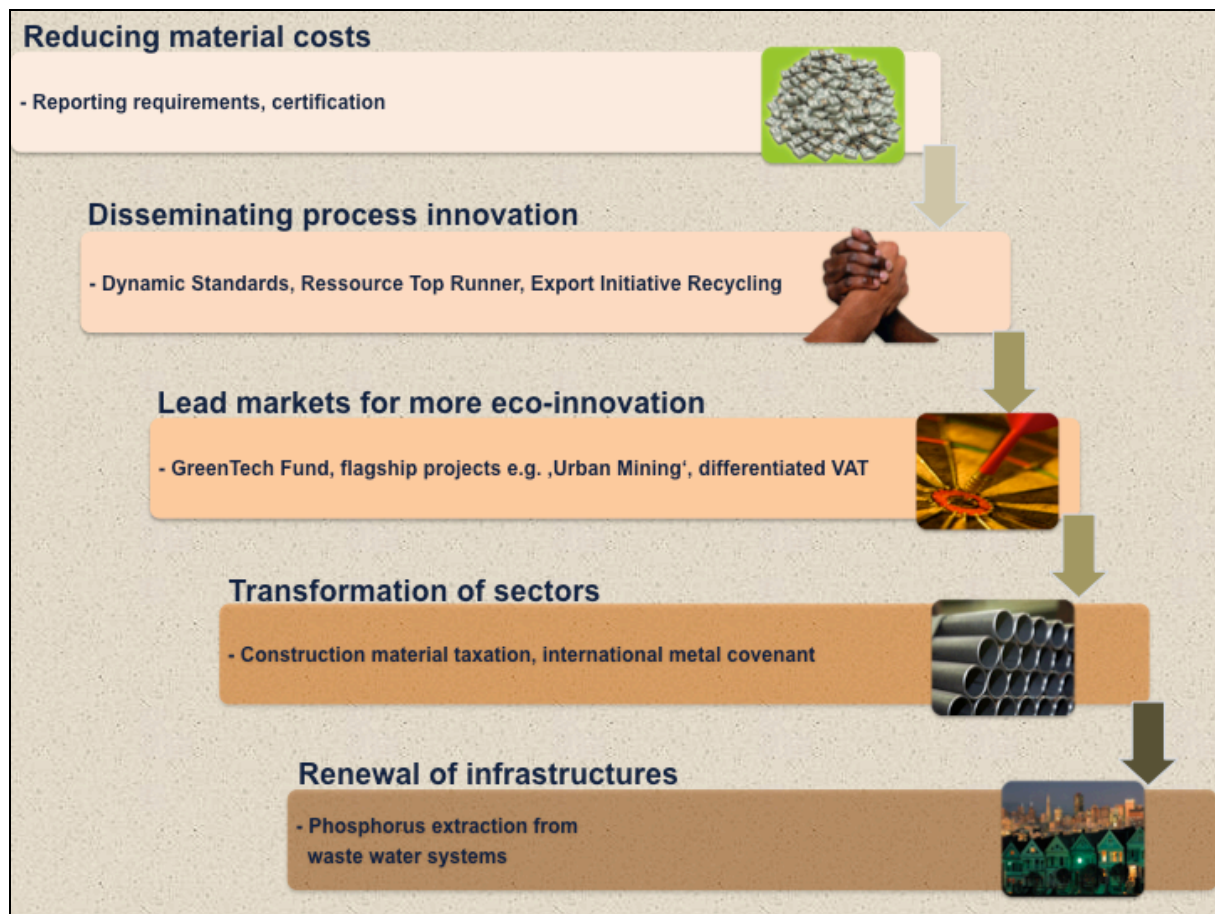 Reducing material costs
- Reporting requirements, certification
Disseminating process innovation
- Dynamic Standards, Ressource Top Runner, Export Initiative Recycling
Lead markets for more eco-innovation
- GreenTech Fund, flagship projects e.g. ‚Urban Mining‘, differentiated VAT
Transformation of sectors
- Construction material taxation, international metal covenant
Renewal of infrastructures
- Phosphorus extraction from
waste water systems